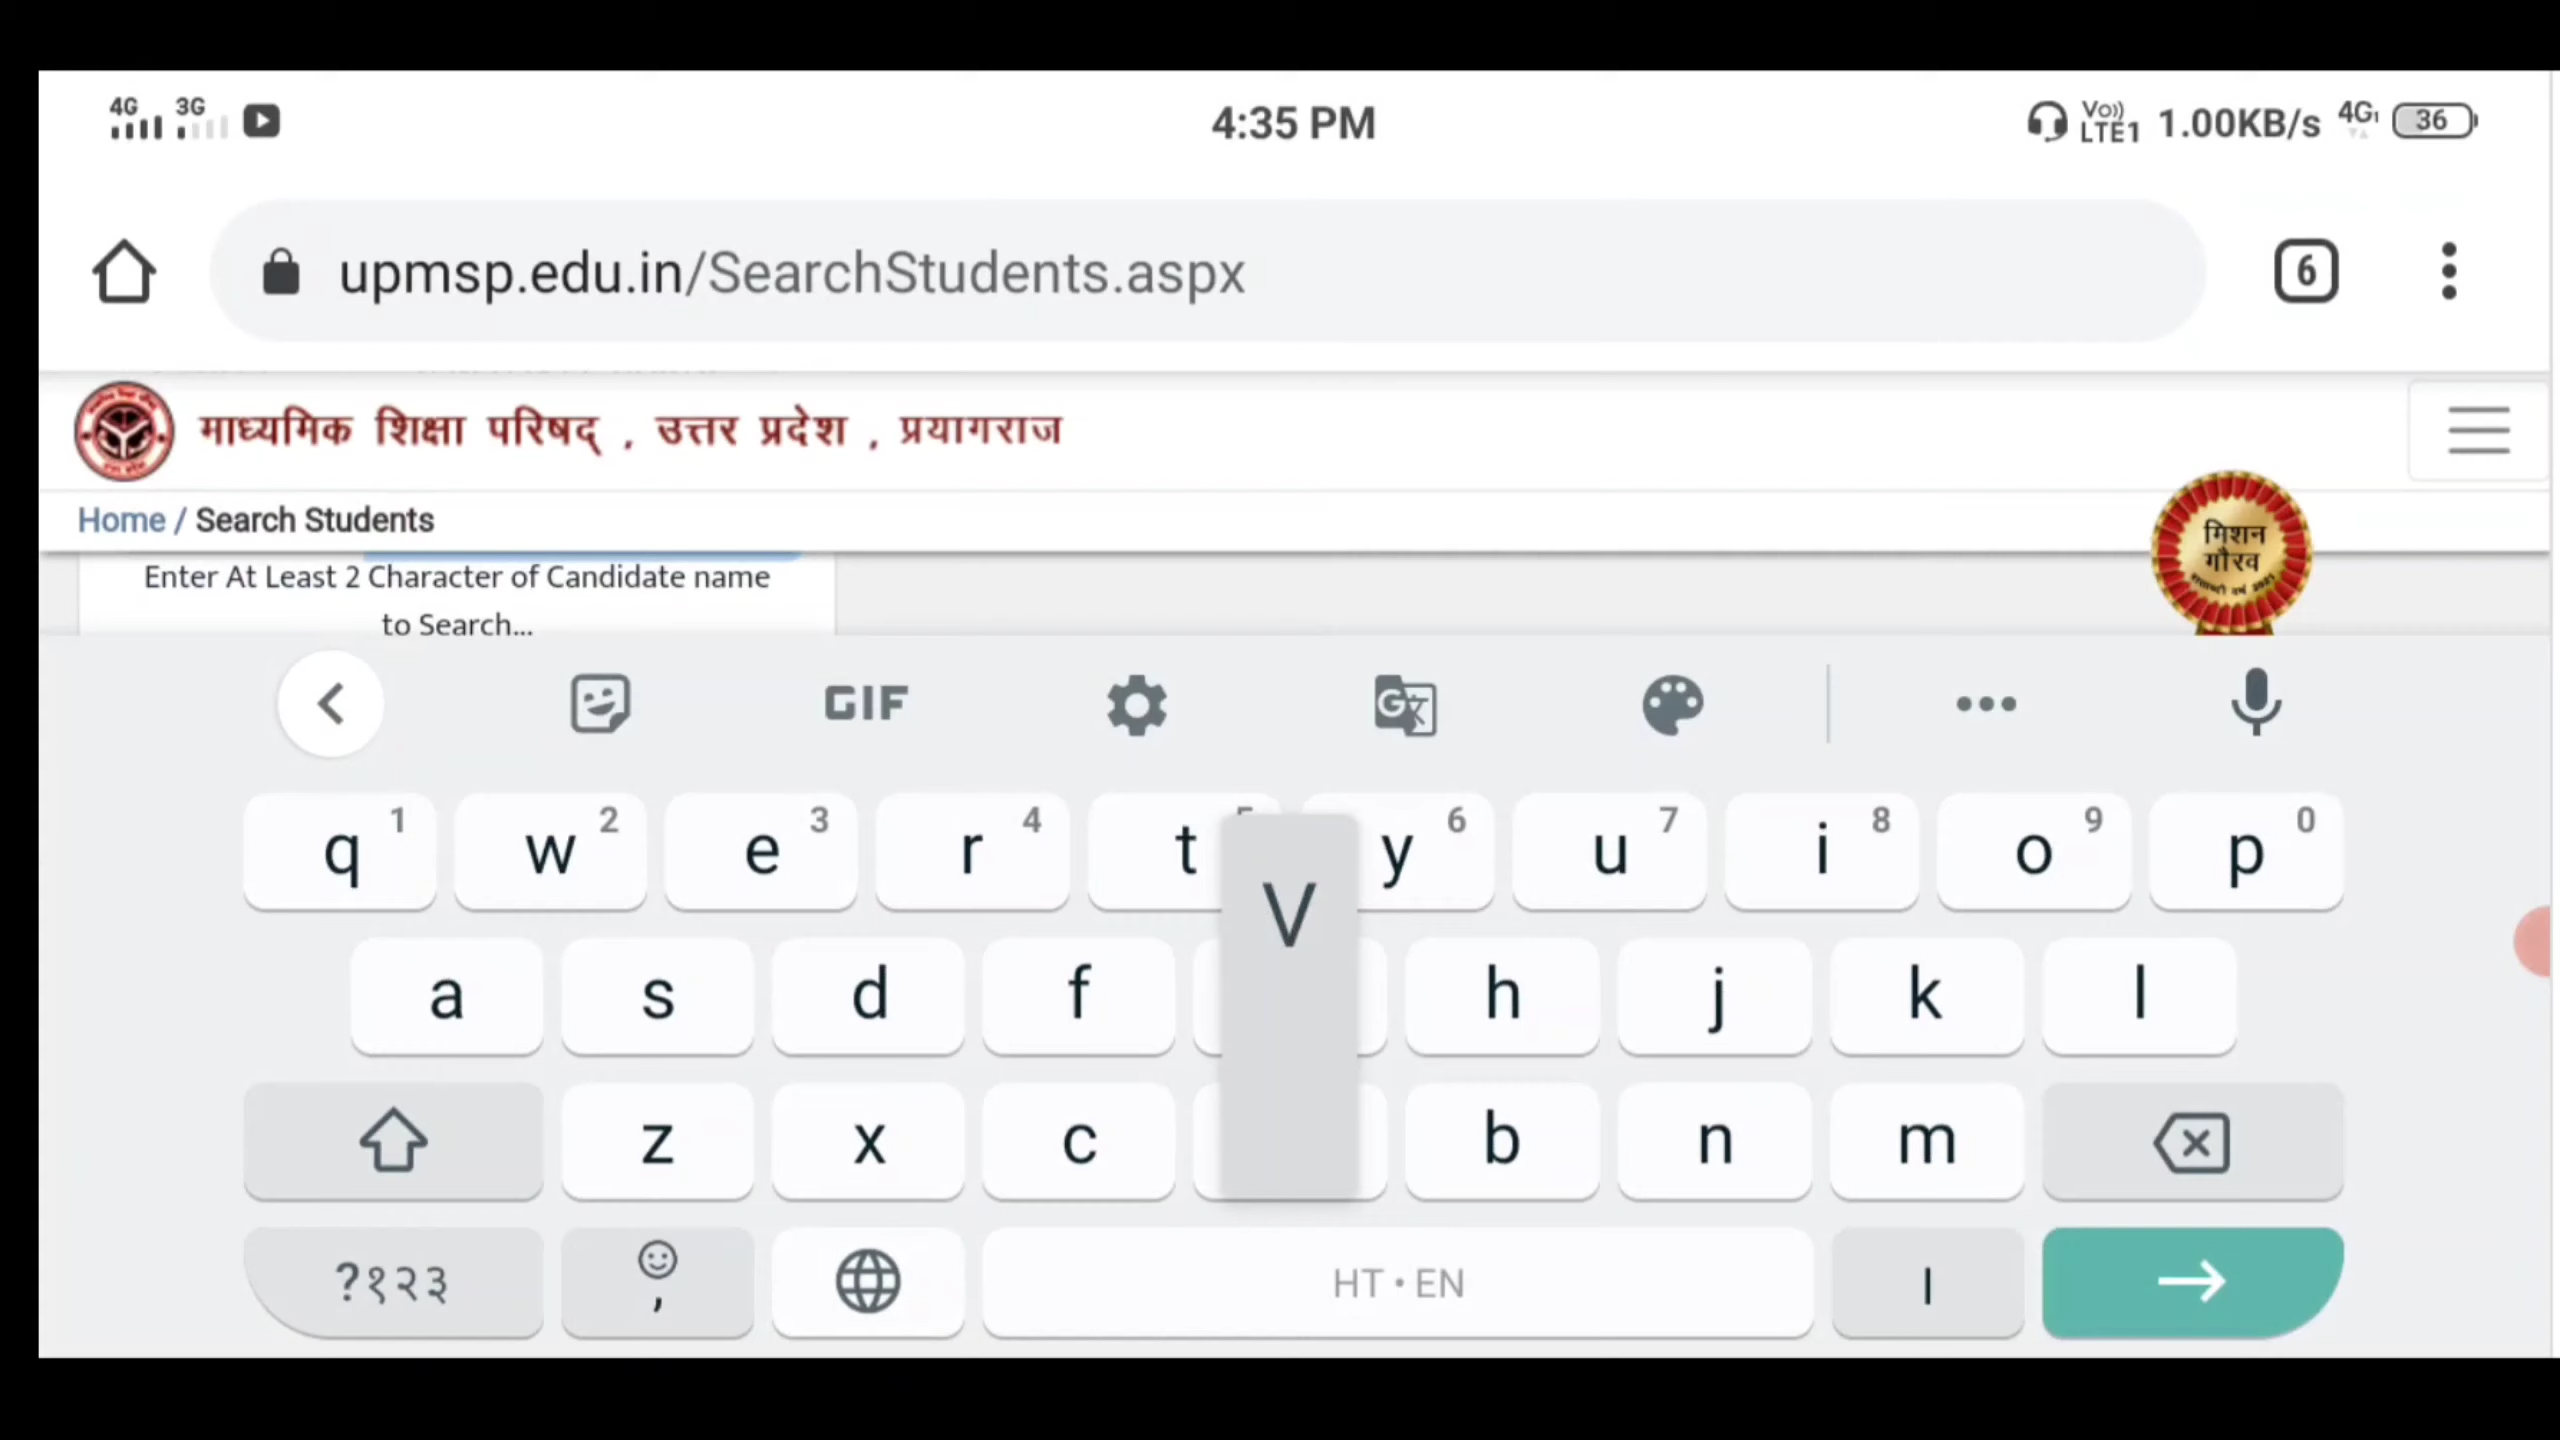 4G 3G 4:35 PM Vo)) LTE1 1.00KB/s 4G 36
upmsp.edu.in/SearchStudents.aspx 6
माध्यमिक शिक्षा परिषद् , उत्तर प्रदेश , प्रयागराज
Home / Search Students
मिशन
गौरव
Enter At Least 2 Character of Candidate name
to Search...
GIF G
q 1 w 2 e 3 r 4 t y 6 u 7 i 8 o 9 p 0
V
a s d f h j k l
z x c b n m
?१२३ , HT • EN ।